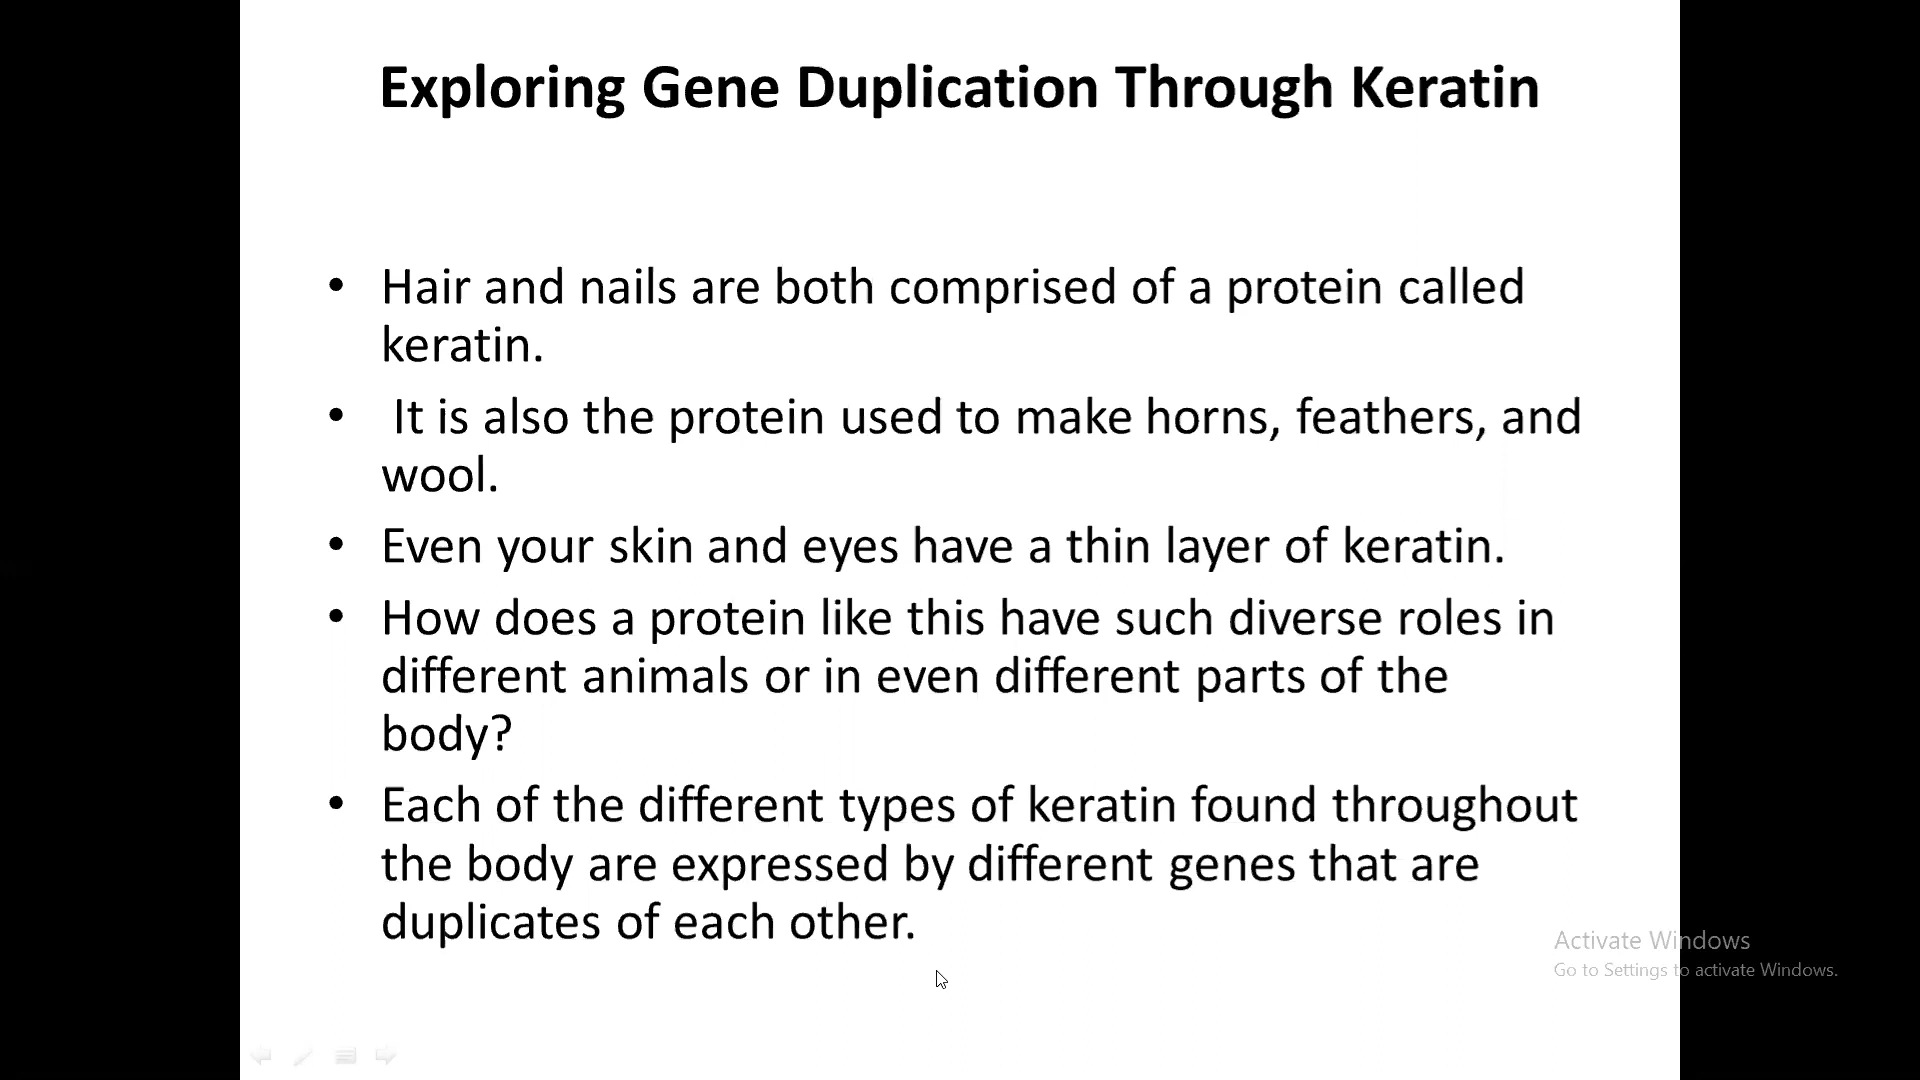 Exploring Gene Duplication Through Keratin
• Hair and nails are both comprised of a protein called
keratin.
• It is also the protein used to make horns, feathers, and
wool.
• Even your skin and eyes have a thin layer of keratin.
• How does a protein like this have such diverse roles in
different animals or in even different parts of the
body?
• Each of the different types of keratin found throughout
the body are expressed by different genes that are
duplicates of each other.
Activate Windows
Go to Settings to activate Windows.